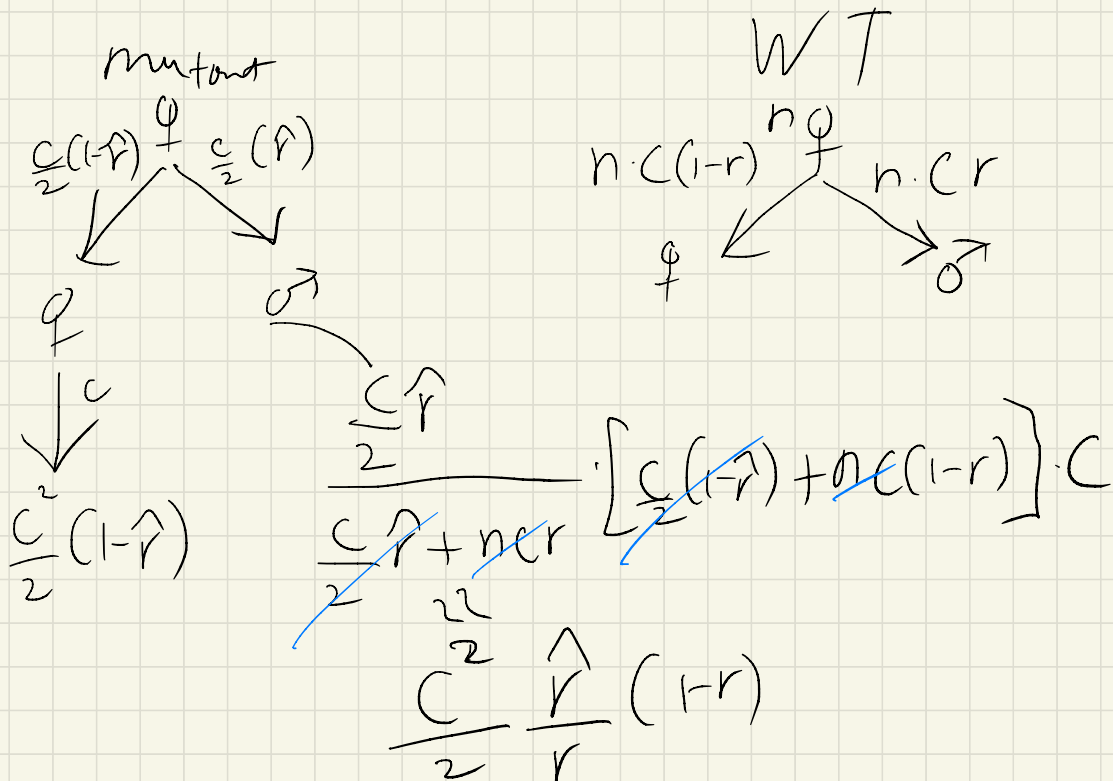 mutant
♀
c/2 (1-r̂)
c/2 (r̂)
♀
♂
c
c²/2 (1-r̂)
WT
n ♀
n·c(1-r)
n·c r
♀
♂
(c/2 r̂) / (c/2 r̂ + ncr) · [c/2 (1-r̂) + nc(1-r)] · c
≈
c²/2 r̂/r (1-r)